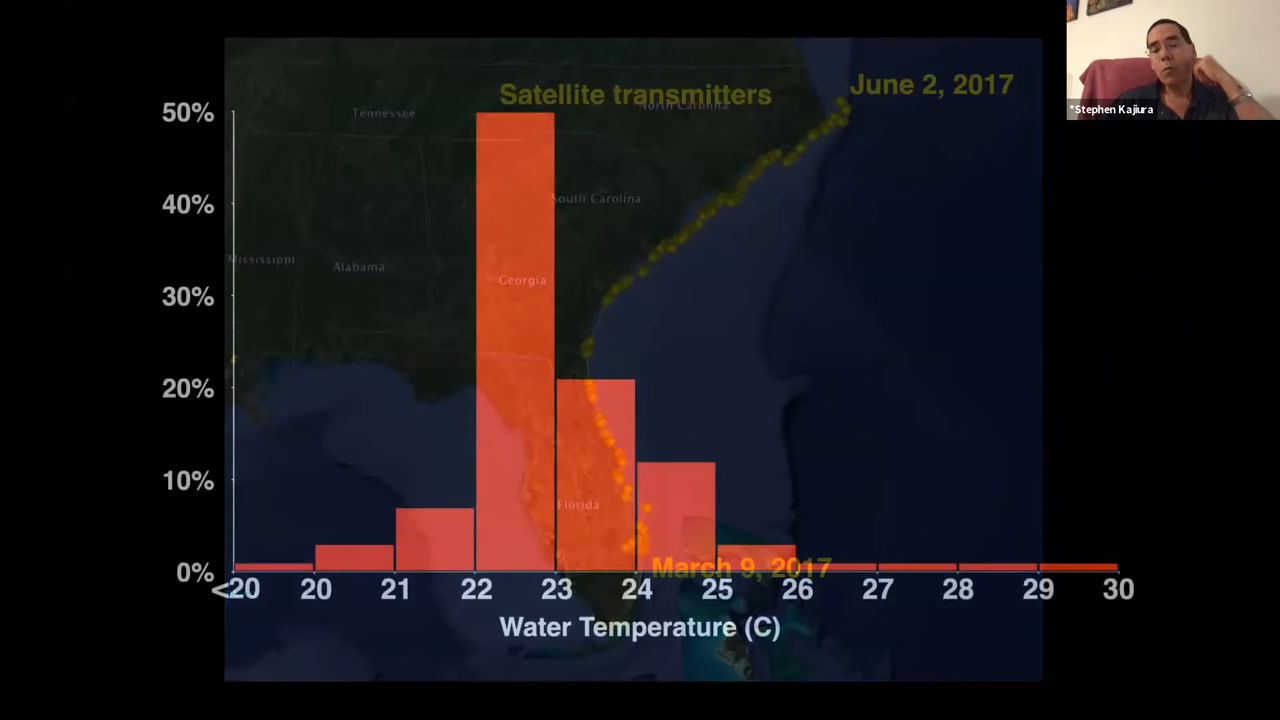 June 2, 2017
Satellite transmitters
North Carolina
Tennessee
*Stephen Kajiura
50%
40%
South Carolina
Mississippi
Alabama
Georgia
30%
20%
10%
Florida
0%
March 9, 2017
<20 20 21 22 23 24 25 26 27 28 29 30
Water Temperature (C)